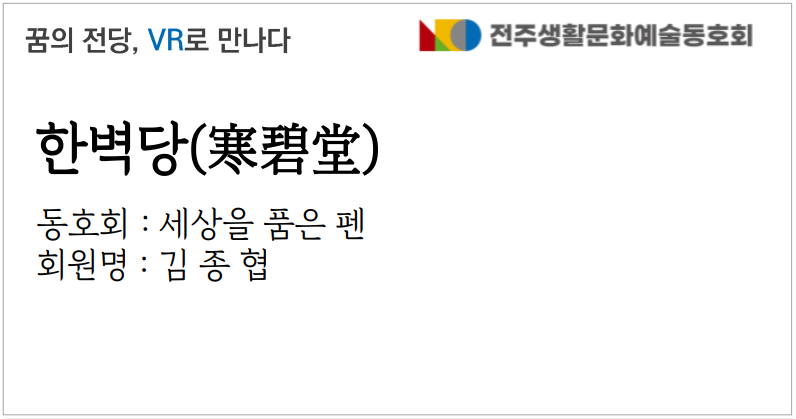 꿈의 전당, VR로 만나다
전주생활문화예술동호회
한벽당(寒碧堂)
동호회 : 세상을 품은 펜
회원명 : 김 종 협